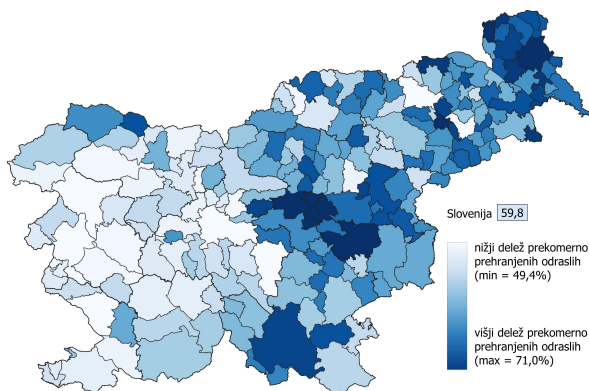 Slovenija 59,8
nižji delež prekomerno
prehranjenih odraslih
(min = 49,4%)
višji delež prekomerno
prehranjenih odraslih
(max = 71,0%)